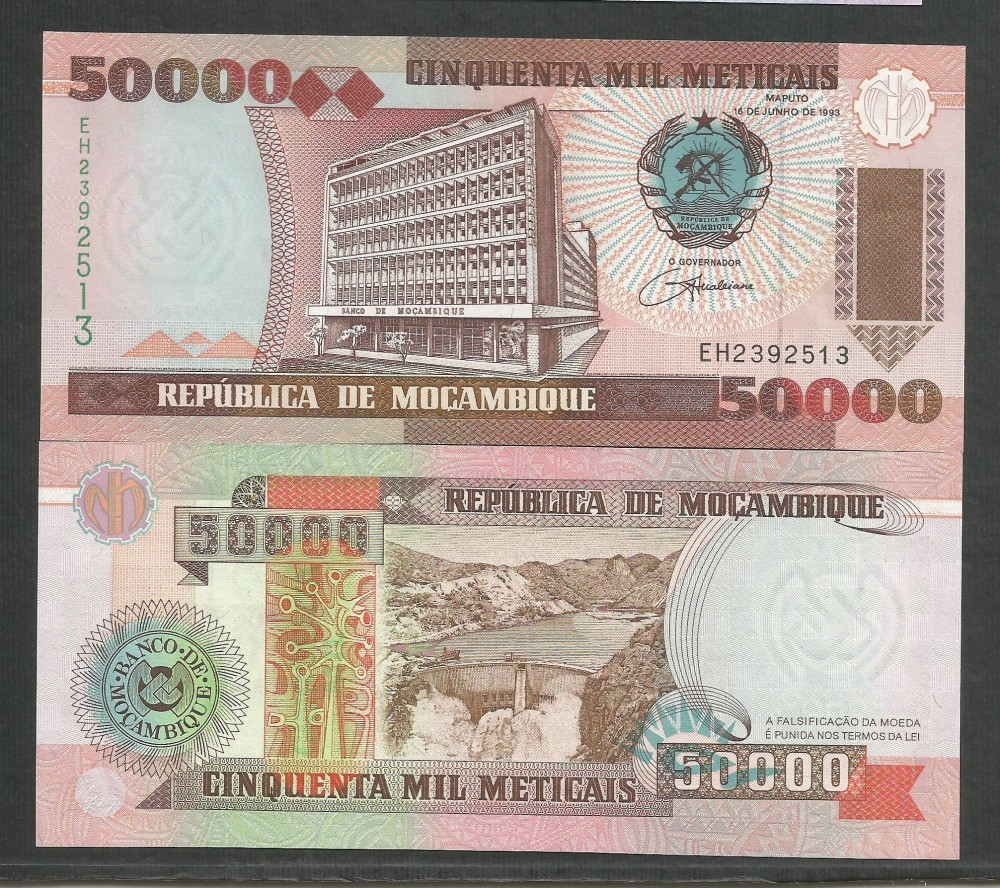 50000
CINQUENTA MIL METICAIS
MAPUTO
16 DE JUNHO DE 1993
EH2392513
REPÚBLICA DE
MOÇAMBIQUE
O GOVERNADOR
BANCO DE MOÇAMBIQUE
EH2392513
REPÚBLICA DE MOÇAMBIQUE
50000
REPÚBLICA DE MOÇAMBIQUE
50000
BANCO·DE·MOÇAMBIQUE
A FALSIFICAÇÃO DA MOEDA
É PUNIDA NOS TERMOS DA LEI
50000
CINQUENTA MIL METICAIS